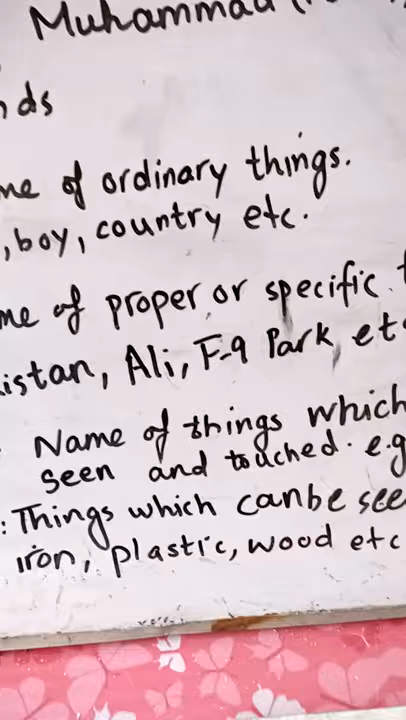 Muhammad (
nds
me of ordinary things.
, boy, country etc.
me of proper or specific t
istan, Ali, F-9 Park etc
Name of things which
seen and touched. e.g
: Things which canbe see
iron, plastic, wood etc